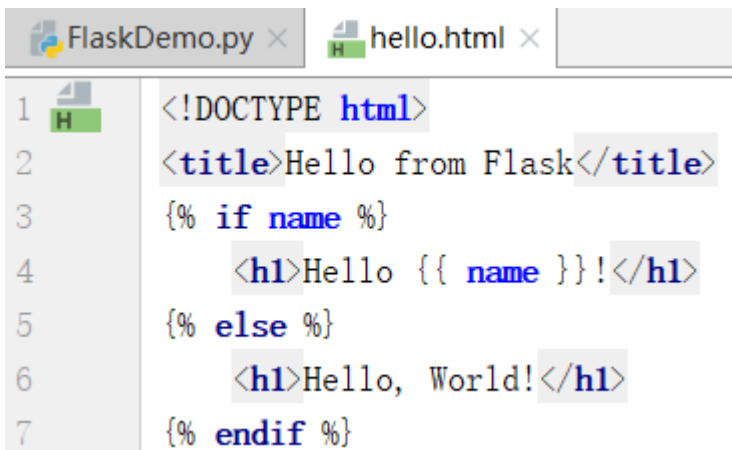 FlaskDemo.py hello.html
1 <!DOCTYPE html>
2 <title>Hello from Flask</title>
3 {% if name %}
4 <h1>Hello {{ name }}!</h1>
5 {% else %}
6 <h1>Hello, World!</h1>
7 {% endif %}